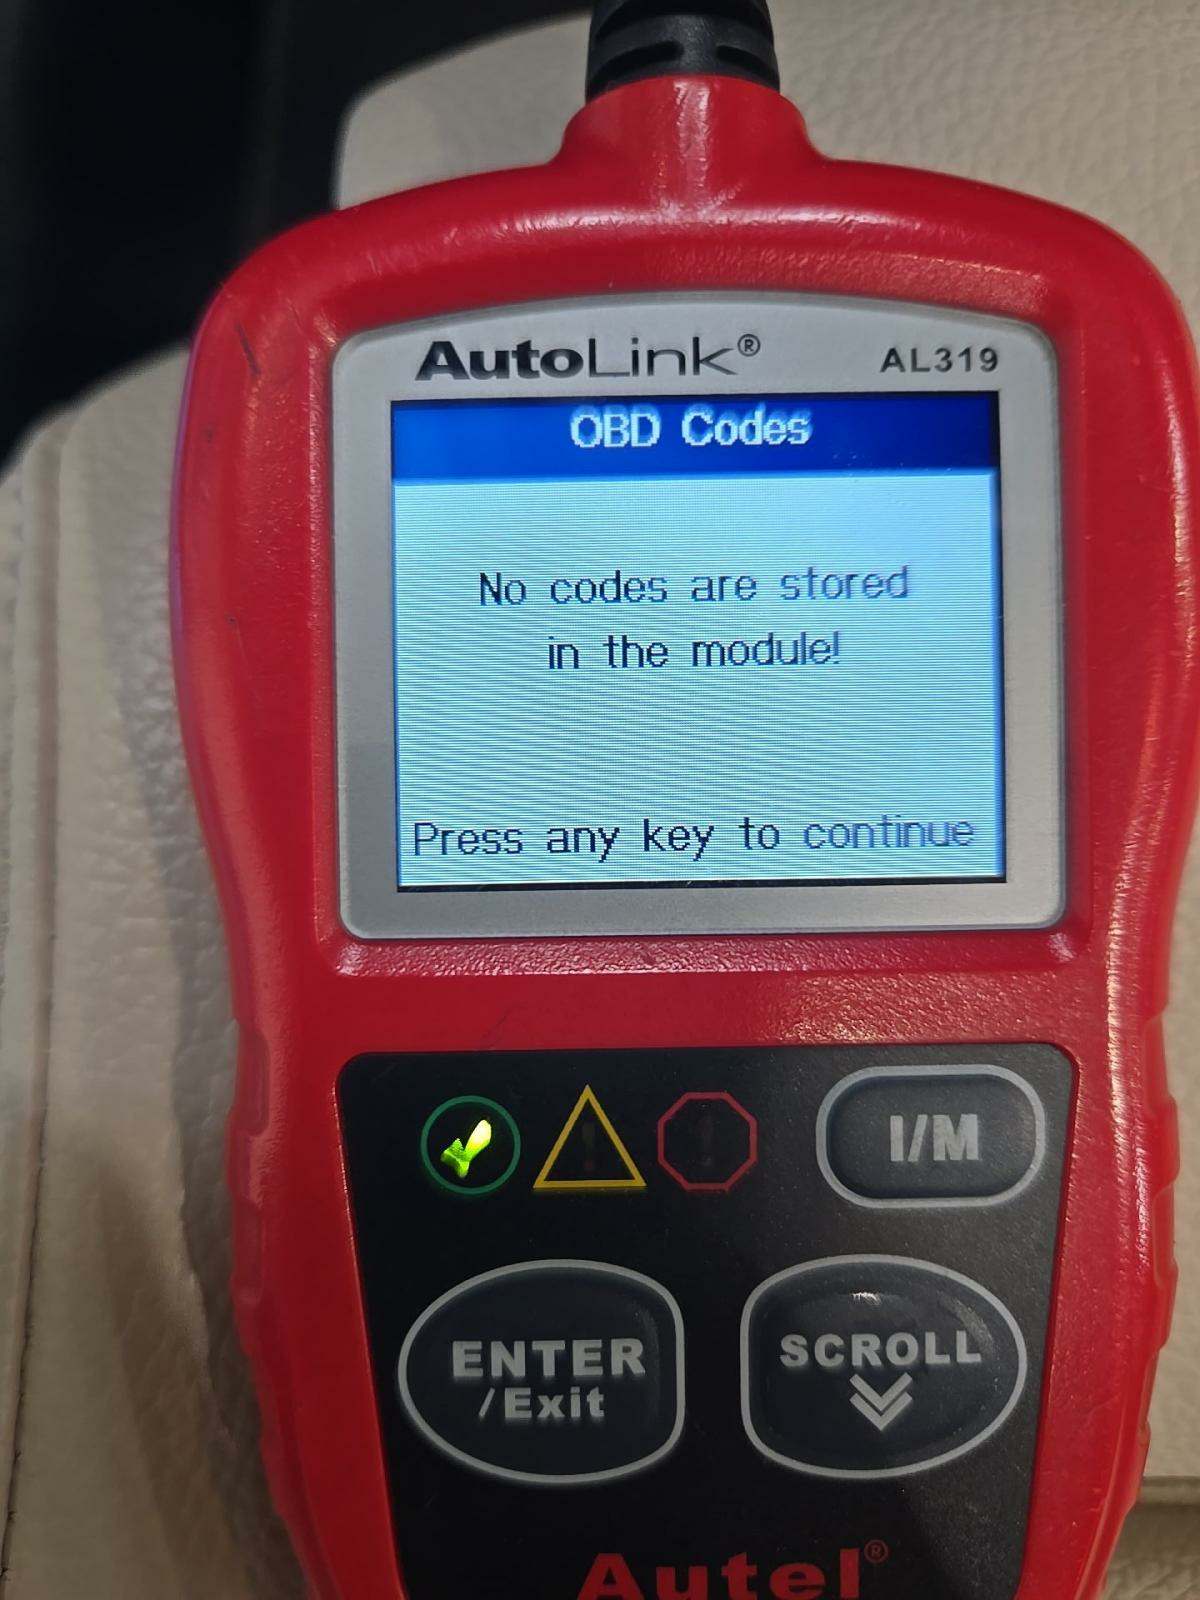 AutoLink® AL319
OBD Codes
No codes are stored
in the module!
Press any key to continue
I/M
ENTER
/Exit
SCROLL
Autel®